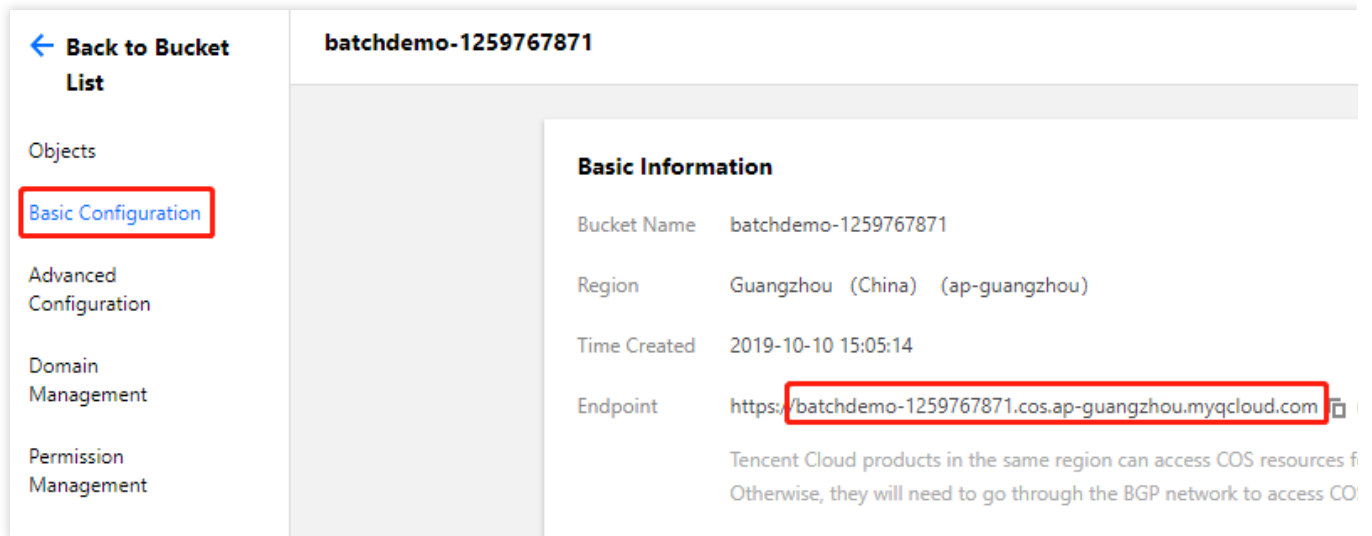 Back to Bucket
List
batchdemo-1259767871
Objects
Basic Configuration
Advanced
Configuration
Domain
Management
Permission
Management
Basic Information
Bucket Name batchdemo-1259767871
Region Guangzhou (China) (ap-guangzhou)
Time Created 2019-10-10 15:05:14
Endpoint https://batchdemo-1259767871.cos.ap-guangzhou.myqcloud.com
Tencent Cloud products in the same region can access COS resources
Otherwise, they will need to go through the BGP network to access